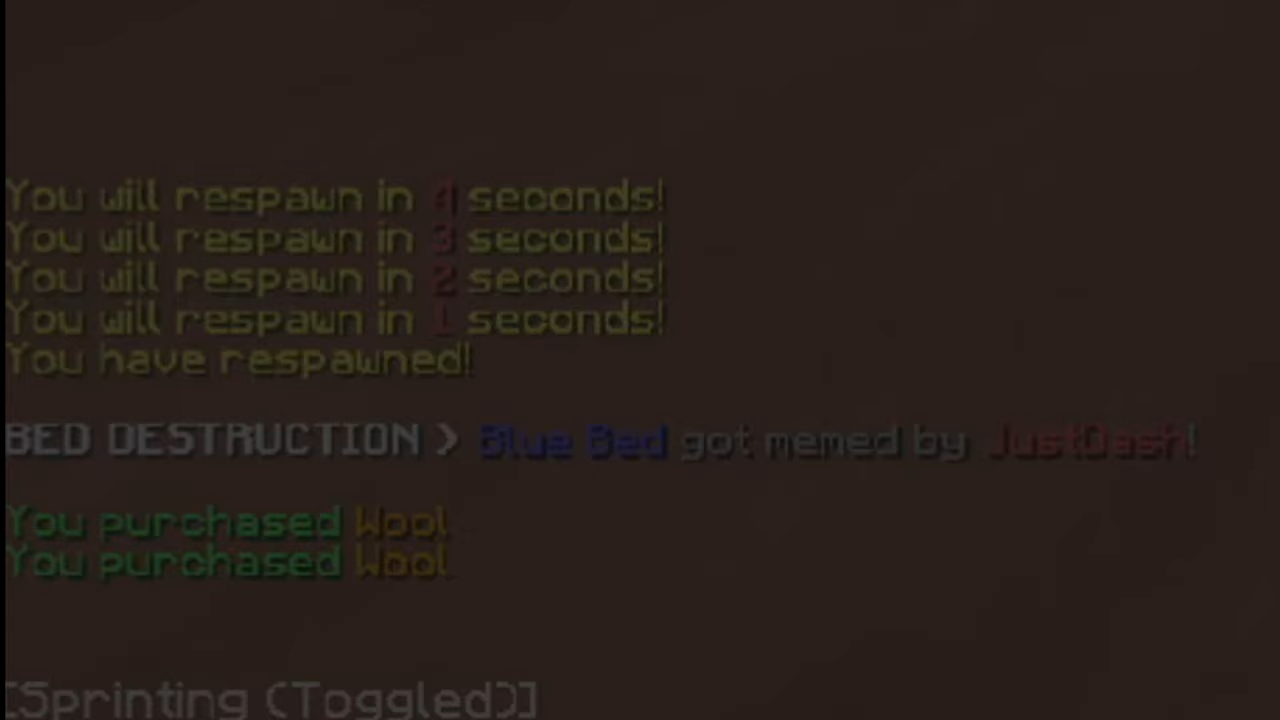 You will respawn in 4 seconds!
You will respawn in 3 seconds!
You will respawn in 2 seconds!
You will respawn in 1 seconds!
You have respawned!
BED DESTRUCTION > Blue Bed got memed by JustDash!
You purchased Wool
You purchased Wool
[Sprinting (Toggled)]